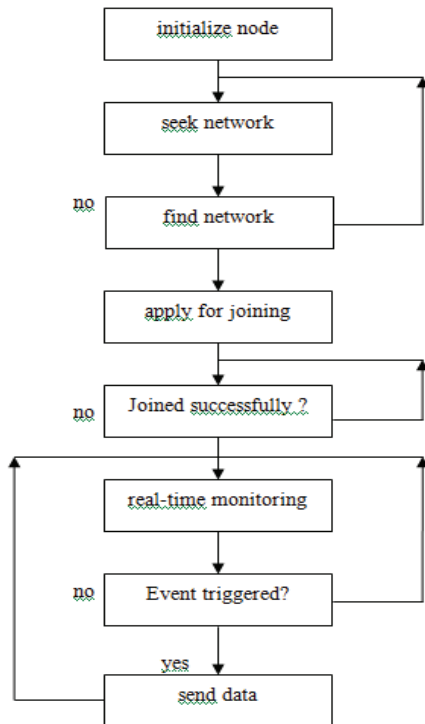 initialize node
seek network
no
find network
apply for joining
Joined successfully ?
no
real-time monitoring
no
Event triggered?
yes
send data